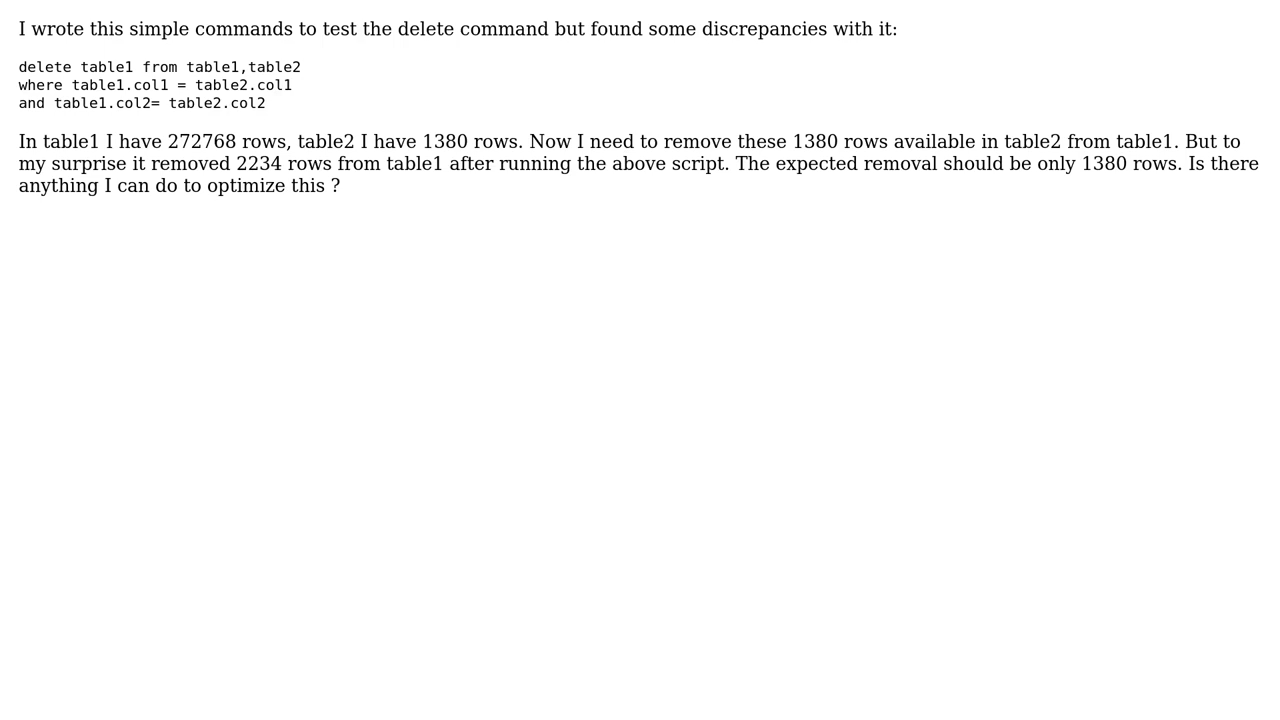 I wrote this simple commands to test the delete command but found some discrepancies with it:
delete table1 from table1,table2
where table1.col1 = table2.col1
and table1.col2= table2.col2
In table1 I have 272768 rows, table2 I have 1380 rows. Now I need to remove these 1380 rows available in table2 from table1. But to
my surprise it removed 2234 rows from table1 after running the above script. The expected removal should be only 1380 rows. Is there
anything I can do to optimize this ?